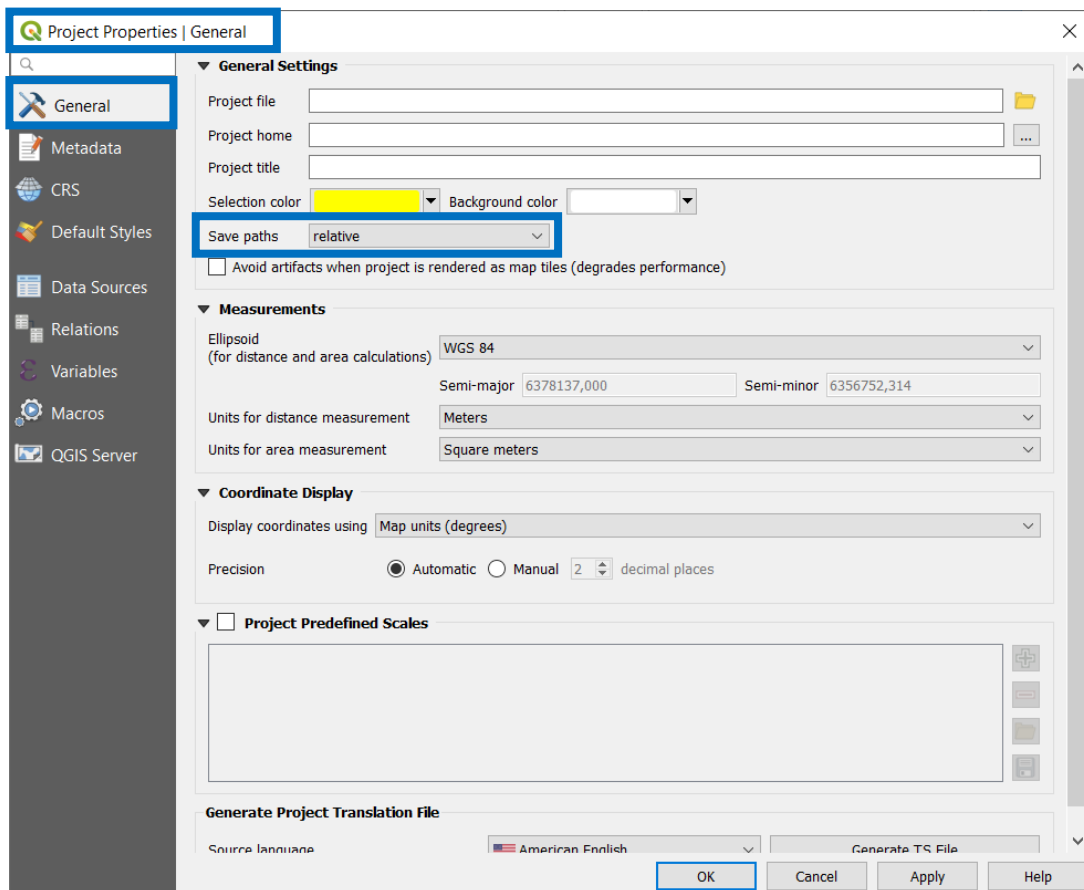 Project Properties | General
General
Metadata
CRS
Default Styles
Data Sources
Relations
Variables
Macros
QGIS Server
General Settings
Project file
Project home
...
Project title
Selection color
Background color
Save paths relative
Avoid artifacts when project is rendered as map tiles (degrades performance)
Measurements
Ellipsoid
(for distance and area calculations) WGS 84
Semi-major 6378137,000 Semi-minor 6356752,314
Units for distance measurement Meters
Units for area measurement Square meters
Coordinate Display
Display coordinates using Map units (degrees)
Precision Automatic Manual 2 decimal places
Project Predefined Scales
Generate Project Translation File
Source language American English Generate TS File
OK Cancel Apply Help